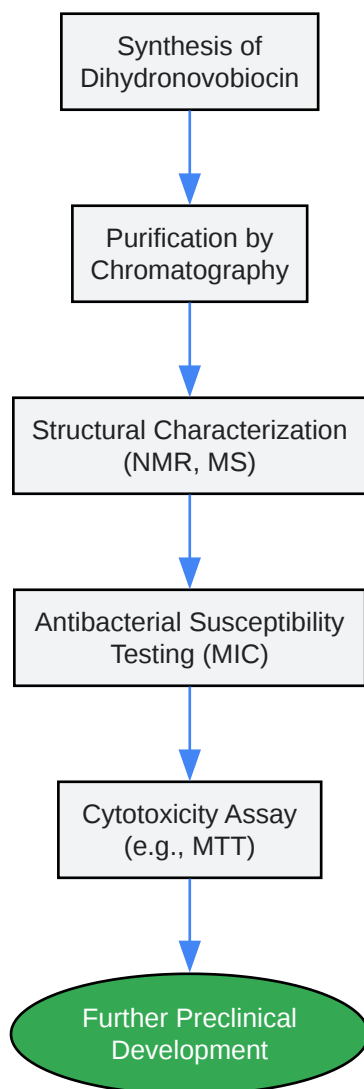 Synthesis of
Dihydronovobiocin
Purification by
Chromatography
Structural Characterization
(NMR, MS)
Antibacterial Susceptibility
Testing (MIC)
Cytotoxicity Assay
(e.g., MTT)
Further Preclinical
Development